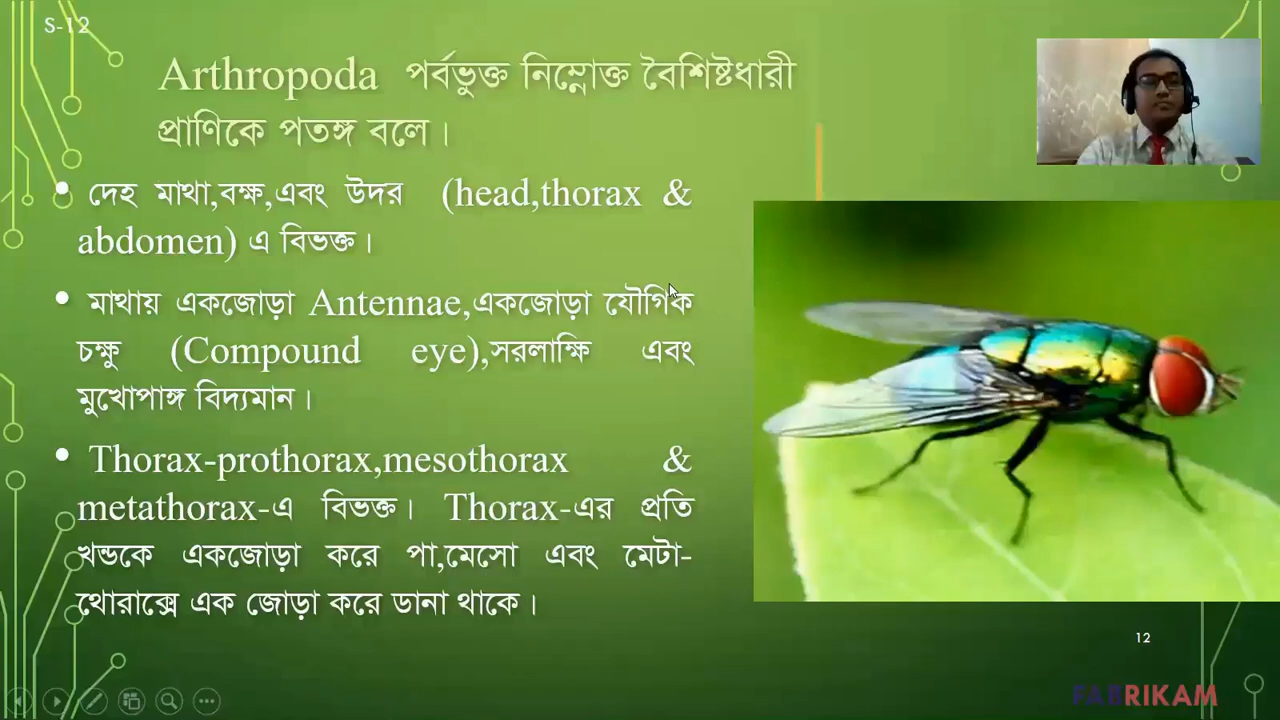 S-12
Arthropoda পর্বভুক্ত নিম্নোক্ত বৈশিষ্টধারী
প্রাণিকে পতঙ্গ বলে।
• দেহ মাথা,বক্ষ,এবং উদর (head,thorax &
abdomen) এ বিভক্ত।
• মাথায় একজোড়া Antennae,একজোড়া যৌগিক
চক্ষু (Compound eye),সরলাক্ষি এবং
মুখোপাঙ্গ বিদ্যমান।
• Thorax-prothorax,mesothorax &
metathorax-এ বিভক্ত। Thorax-এর প্রতি
খন্ডকে একজোড়া করে পা,মেসো এবং মেটা-
থোরাক্সে এক জোড়া করে ডানা থাকে।
12
FABRIKAM